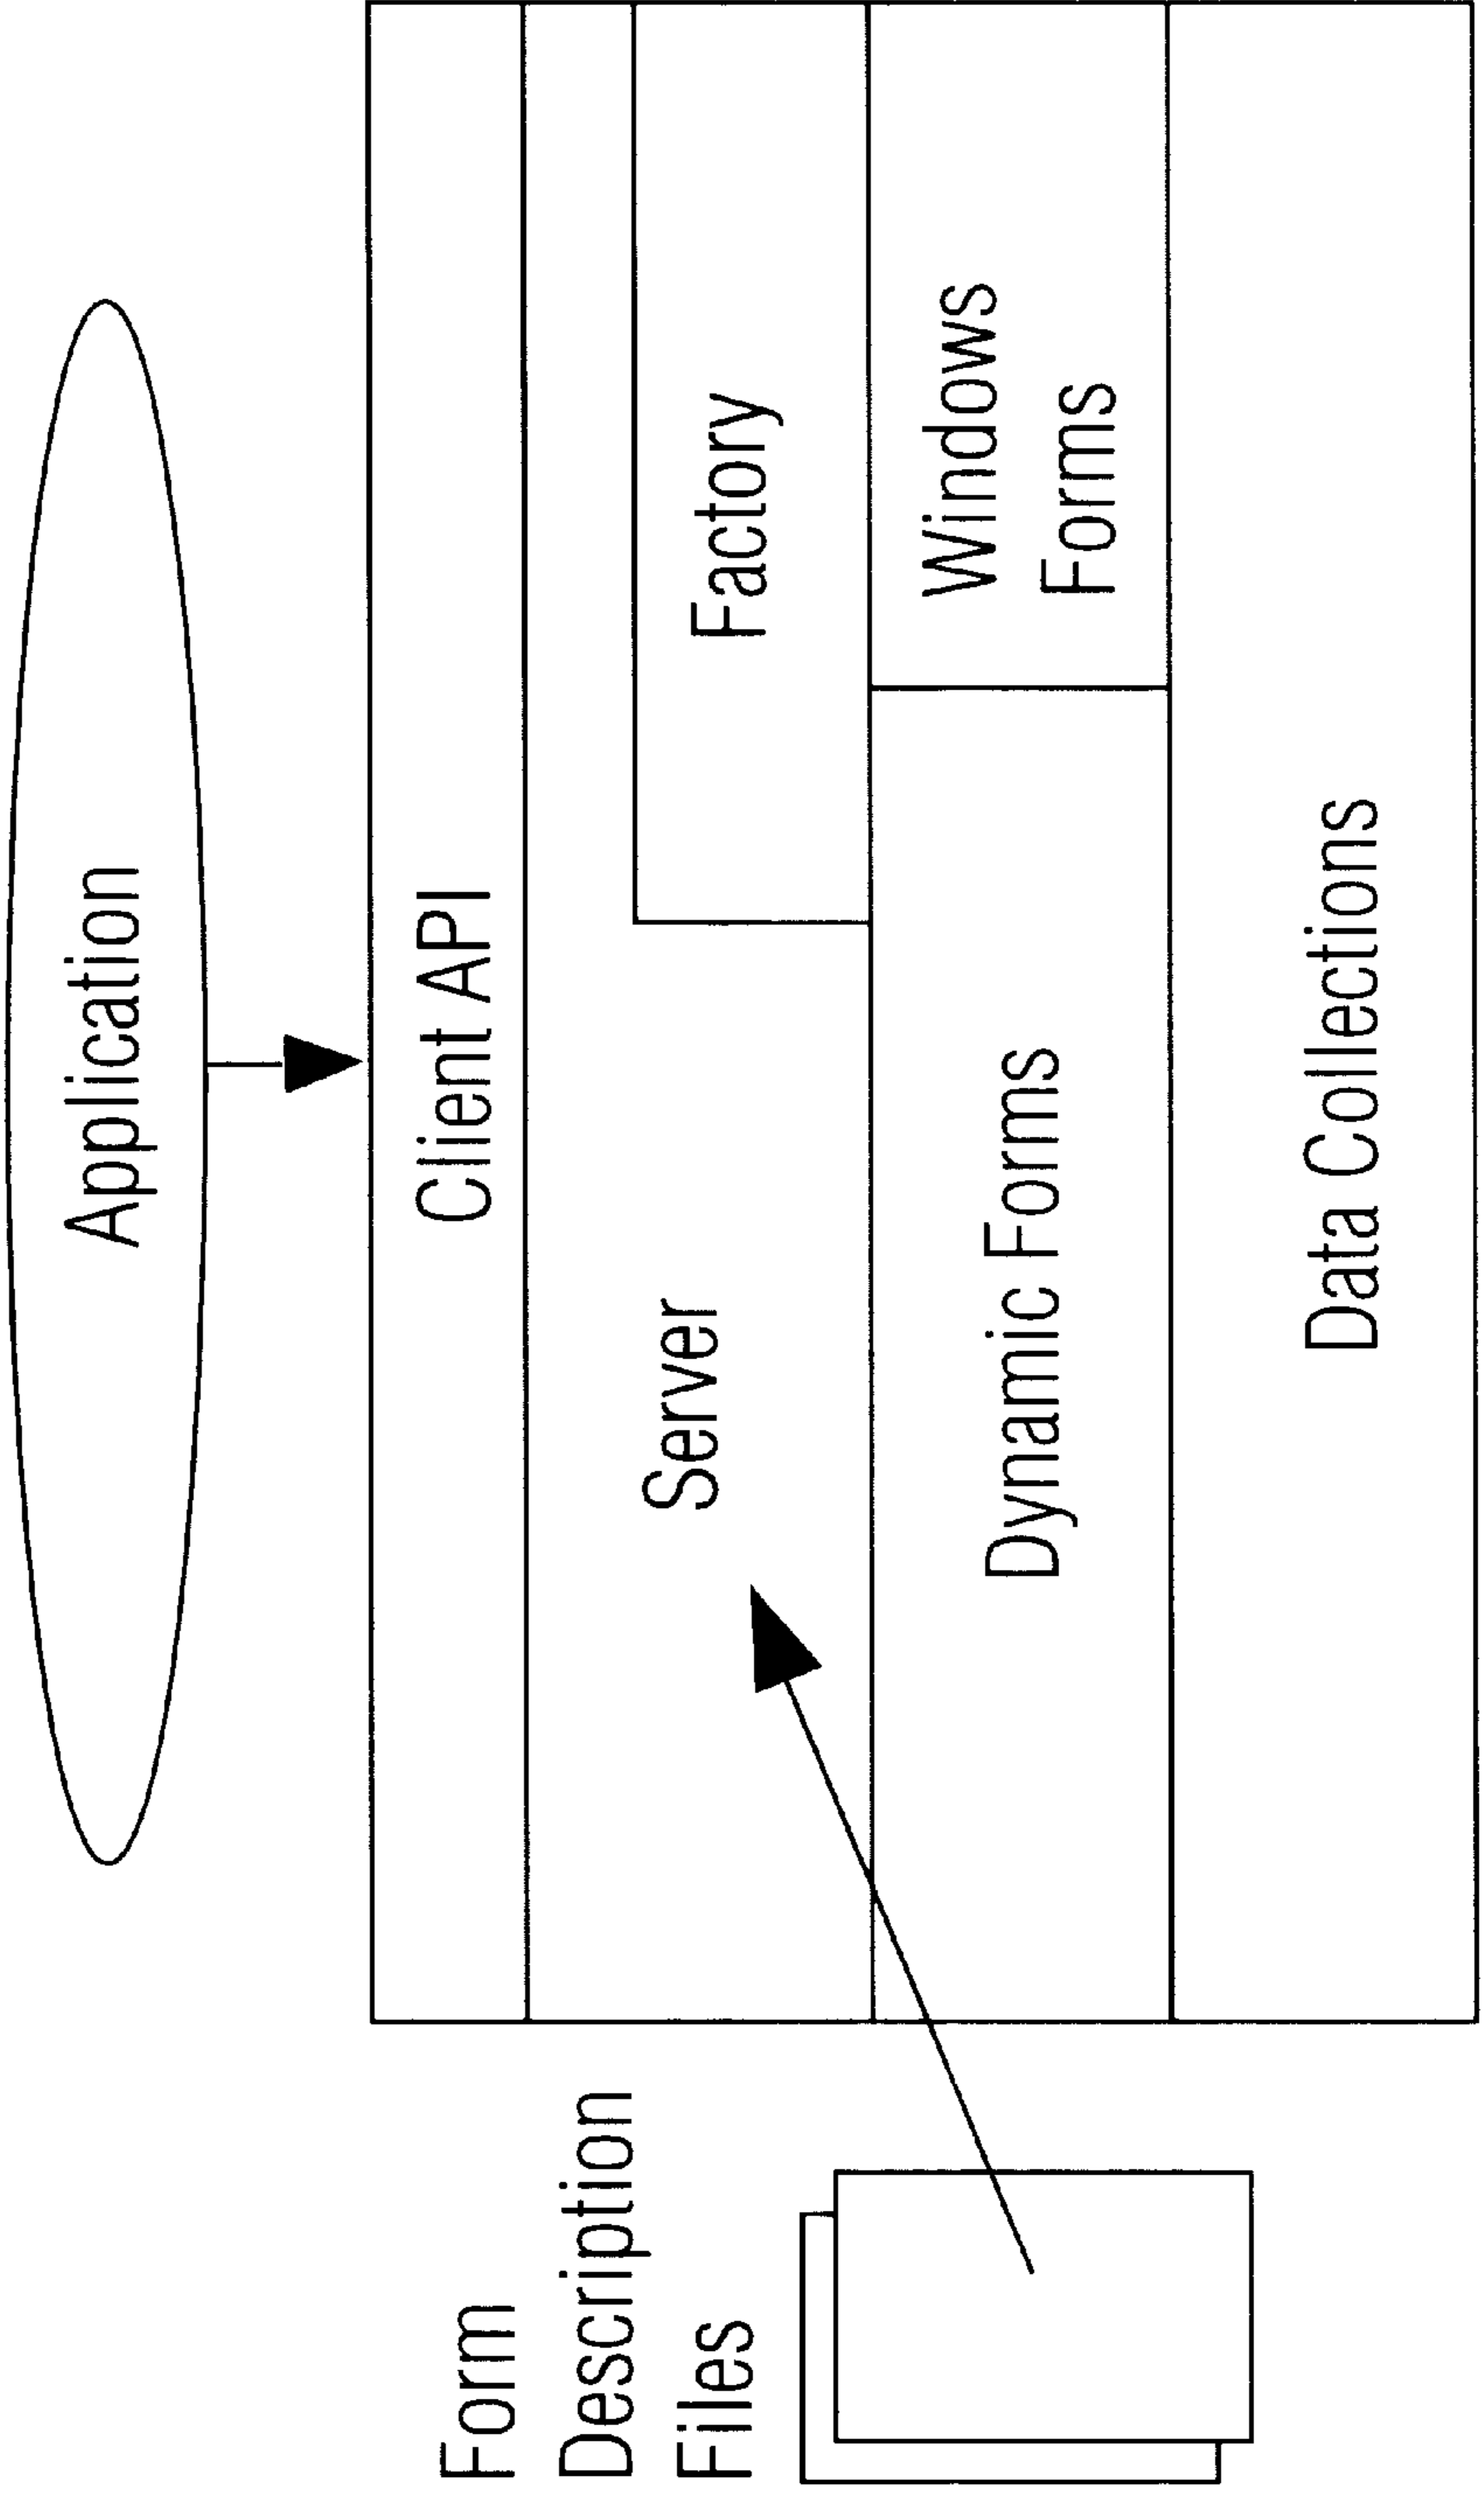 Application
Client API
Form
Description
Files
Server
Factory
Dynamic Forms
Windows
Forms
Data Collections